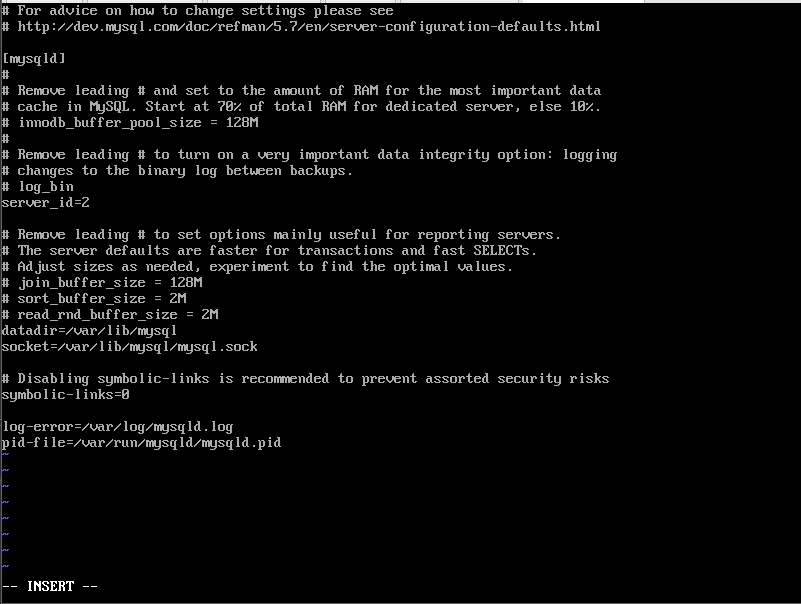 # For advice on how to change settings please see
# http://dev.mysql.com/doc/refman/5.7/en/server-configuration-defaults.html
[mysqld]
#
# Remove leading # and set to the amount of RAM for the most important data
# cache in MySQL. Start at 70% of total RAM for dedicated server, else 10%.
# innodb_buffer_pool_size = 128M
#
# Remove leading # to turn on a very important data integrity option: logging
# changes to the binary log between backups.
# log_bin
server_id=2
# Remove leading # to set options mainly useful for reporting servers.
# The server defaults are faster for transactions and fast SELECTs.
# Adjust sizes as needed, experiment to find the optimal values.
# join_buffer_size = 128M
# sort_buffer_size = 2M
# read_rnd_buffer_size = 2M
datadir=/var/lib/mysql
socket=/var/lib/mysql/mysql.sock
# Disabling symbolic-links is recommended to prevent assorted security risks
symbolic-links=0
log-error=/var/log/mysqld.log
pid-file=/var/run/mysqld/mysqld.pid
~
~
~
~
~
~
~
~
-- INSERT --